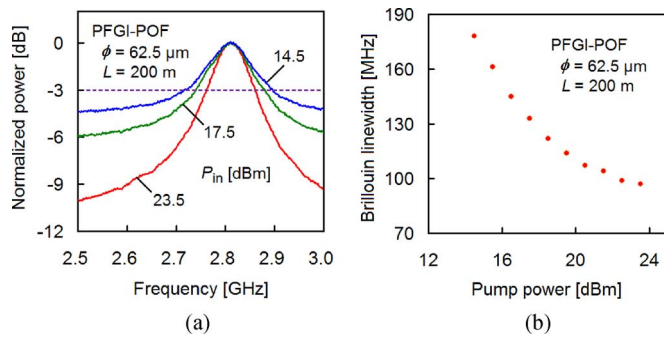 PFGI-POF
ϕ = 62.5 µm
L = 200 m
14.5
17.5
23.5
Pin [dBm]
Normalized power [dB]
0
-3
-6
-9
-12
2.5 2.6 2.7 2.8 2.9 3.0
Frequency [GHz]
(a)
PFGI-POF
ϕ = 62.5 µm
L = 200 m
Brillouin linewidth [MHz]
190
160
130
100
70
12 16 20 24
Pump power [dBm]
(b)